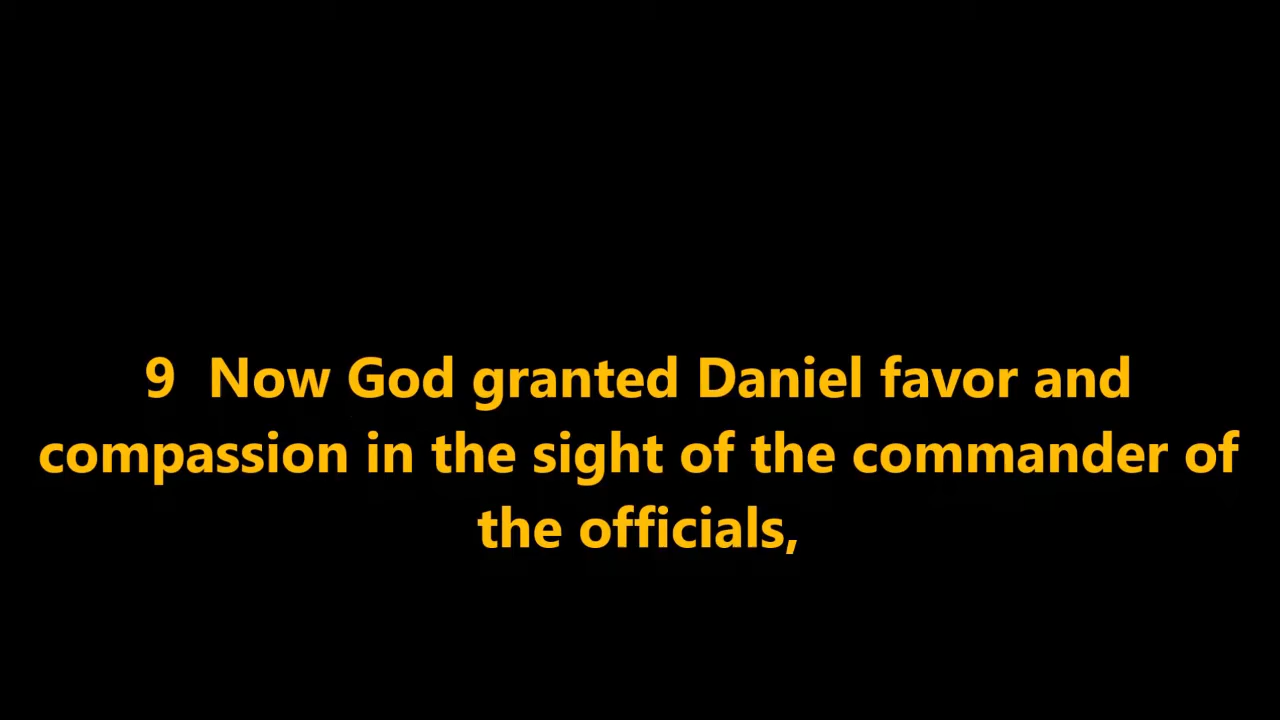 9  Now God granted Daniel favor and
compassion in the sight of the commander of
the officials,